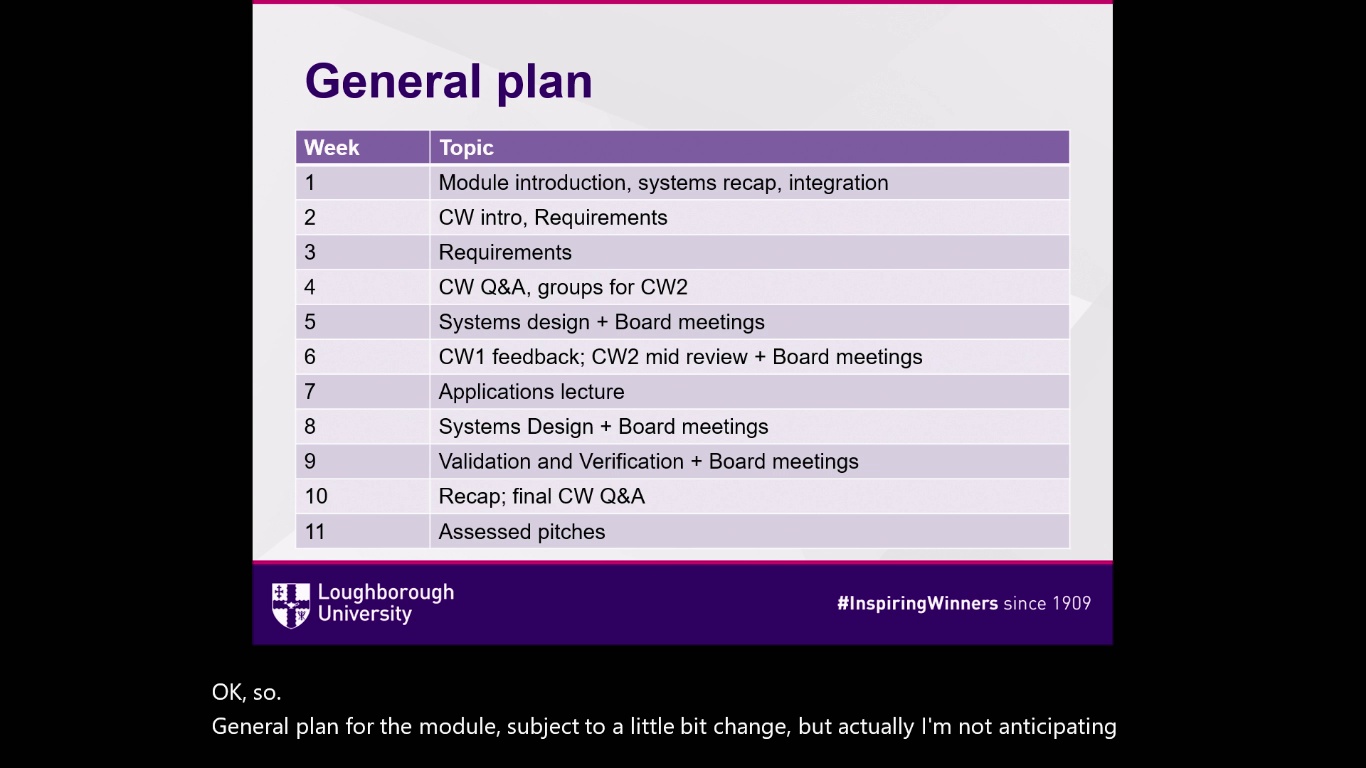 General plan
Week Topic
1 Module introduction, systems recap, integration
2 CW intro, Requirements
3 Requirements
4 CW Q&A, groups for CW2
5 Systems design + Board meetings
6 CW1 feedback; CW2 mid review + Board meetings
7 Applications lecture
8 Systems Design + Board meetings
9 Validation and Verification + Board meetings
10 Recap; final CW Q&A
11 Assessed pitches
Loughborough
University
#InspiringWinners since 1909
OK, so.
General plan for the module, subject to a little bit change, but actually I'm not anticipating